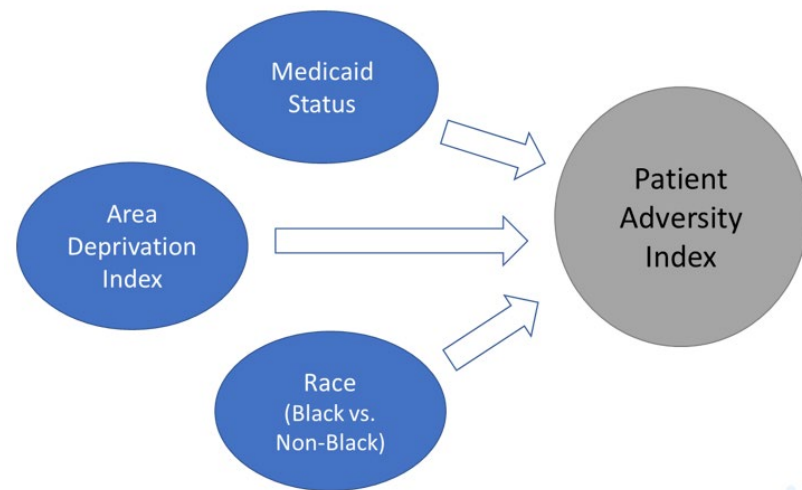 Medicaid
Status
Area
Deprivation
Index
Race
(Black vs.
Non-Black)
Patient
Adversity
Index